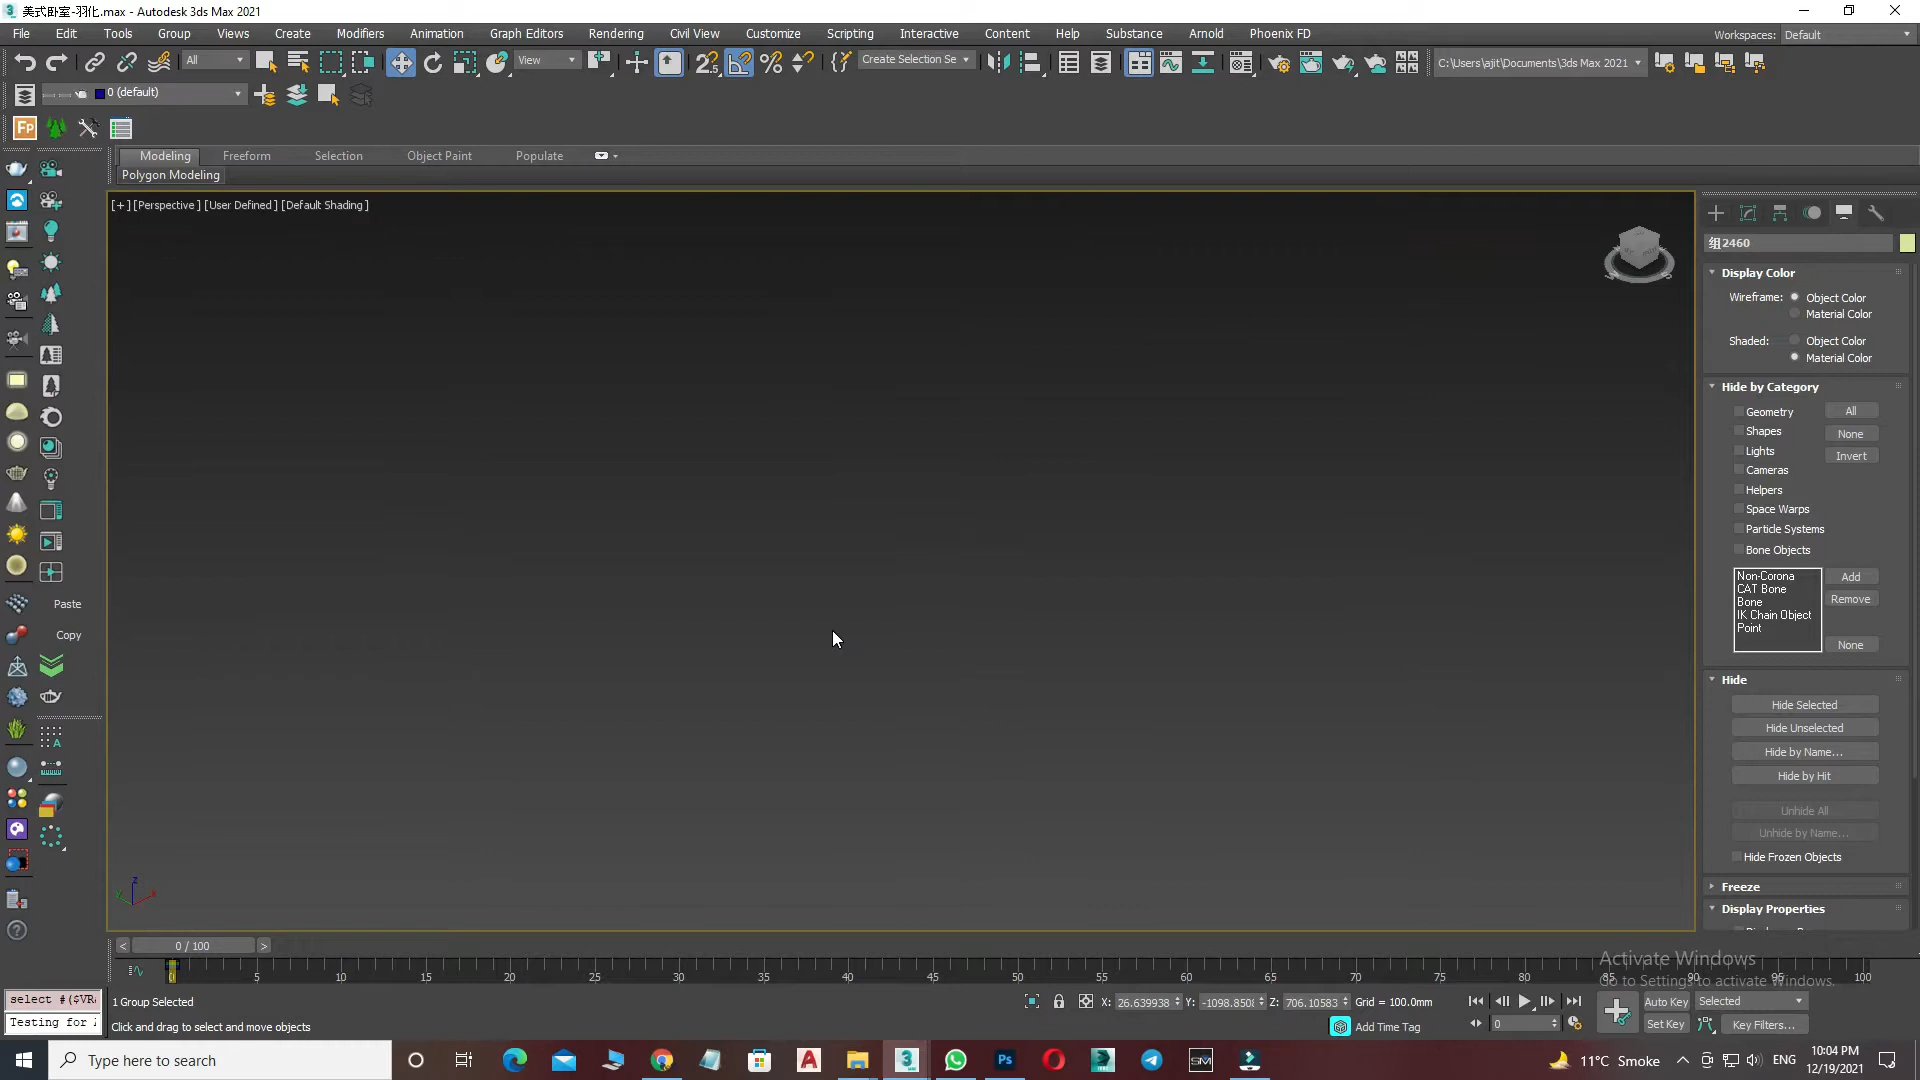 美式卧室-羽化.max - Autodesk 3ds Max 2021
File Edit Tools Group Views Create Modifiers Animation Graph Editors Rendering Civil View Customize Scripting Interactive Content Help Substance Arnold Phoenix FD
Workspaces: Default
All View Create Selection Se C:\Users\ajit\Documents\3ds Max 2021
0 (default)
Fp
Modeling Freeform Selection Object Paint Populate
Polygon Modeling
[+] [Perspective] [User Defined] [Default Shading]
组2460
Display Color
Wireframe: Object Color
Material Color
Shaded: Object Color
Material Color
Hide by Category
Geometry All
Shapes None
Lights Invert
Cameras
Helpers
Space Warps
Particle Systems
Bone Objects
Non-Corona Add
CAT Bone
Bone Remove
IK Chain Object
Point
None
Hide
Hide Selected
Hide Unselected
Hide by Name...
Hide by Hit
Unhide All
Unhide by Name...
Hide Frozen Objects
Freeze
Display Properties
Paste
Copy
z
x
< 0 / 100 >
0 5 10 15 20 25 30 35 40 45 50 55 60 65 70 75 80 85 90 95 100
Activate Windows
Go to Settings to activate Windows.
select #($VR
Testing for
1 Group Selected
Click and drag to select and move objects
X: 26.639938 Y: -1098.8508 Z: 706.10583 Grid = 100.0mm
Add Time Tag
0
Auto Key Selected
Set Key Key Filters...
Type here to search
A 3 Ps SM
11°C Smoke ENG 10:04 PM
12/19/2021